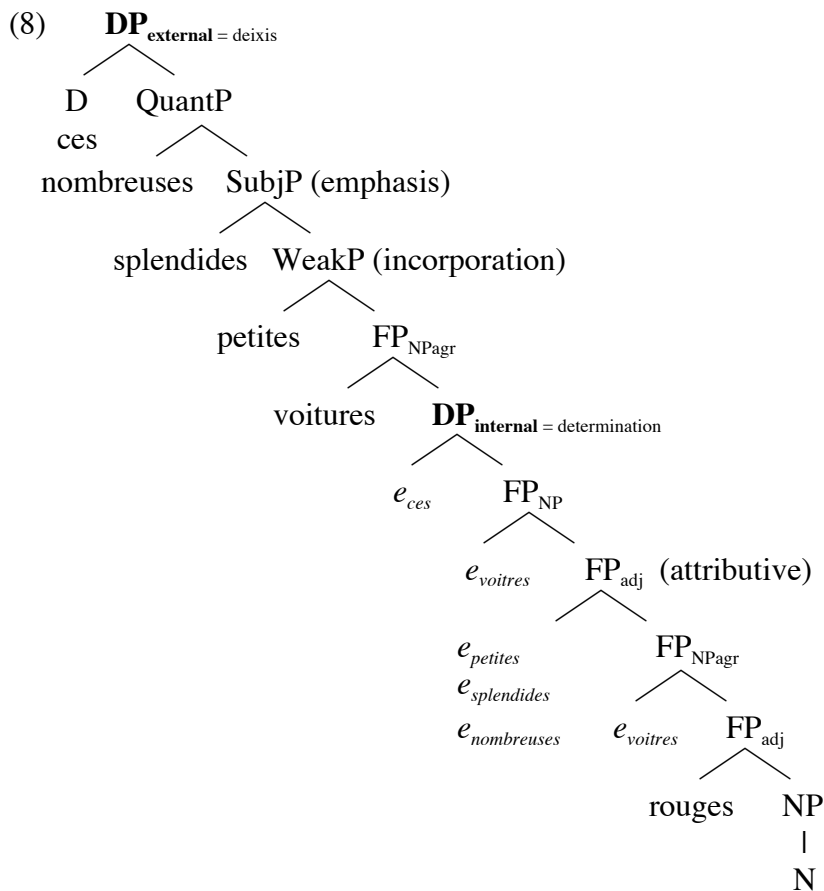 (8) DPexternal = deixis
D QuantP
ces
nombreuses SubjP (emphasis)
splendides WeakP (incorporation)
petites FPNPagr
voitures DPinternal = determination
eces FPNP
evoitres FPadj (attributive)
epetites FPNPagr
esplendides
enombreuses evoitres FPadj
rouges NP
N